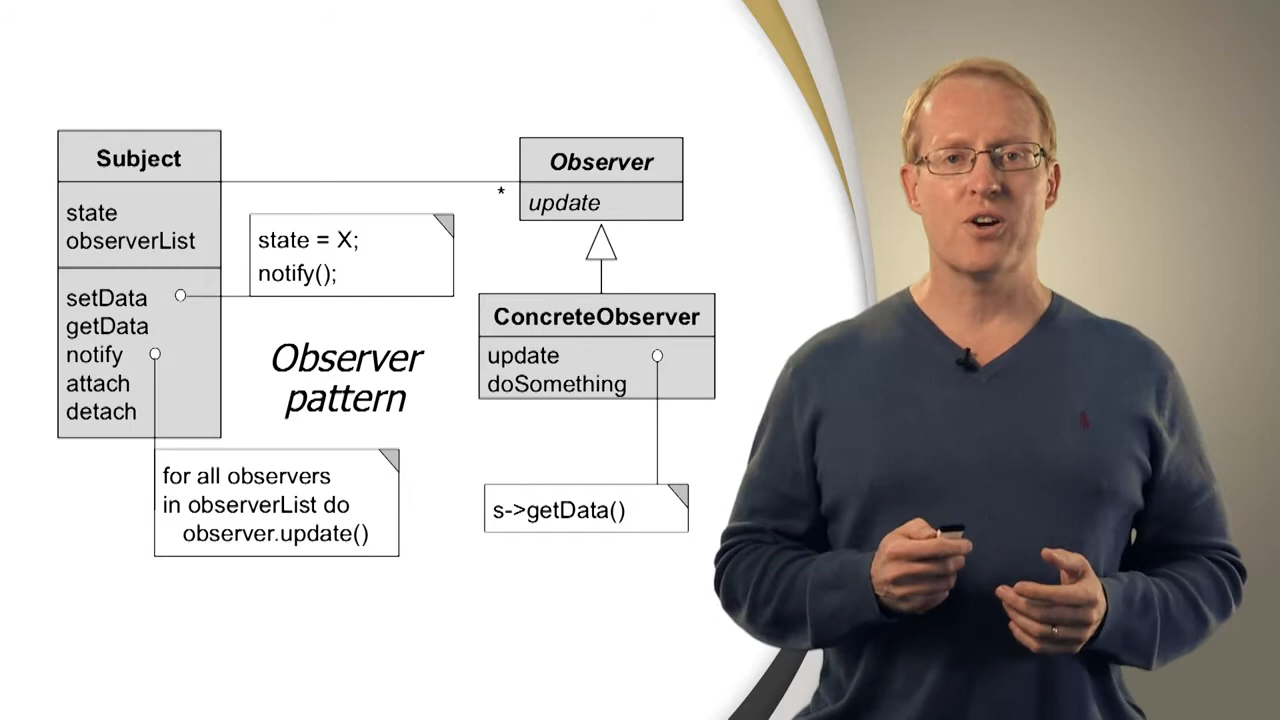 Subject
state
observerList
setData
getData
notify
attach
detach
state = X;
notify();
Observer
pattern
for all observers
in observerList do
observer.update()
*
Observer
update
ConcreteObserver
update
doSomething
s->getData()